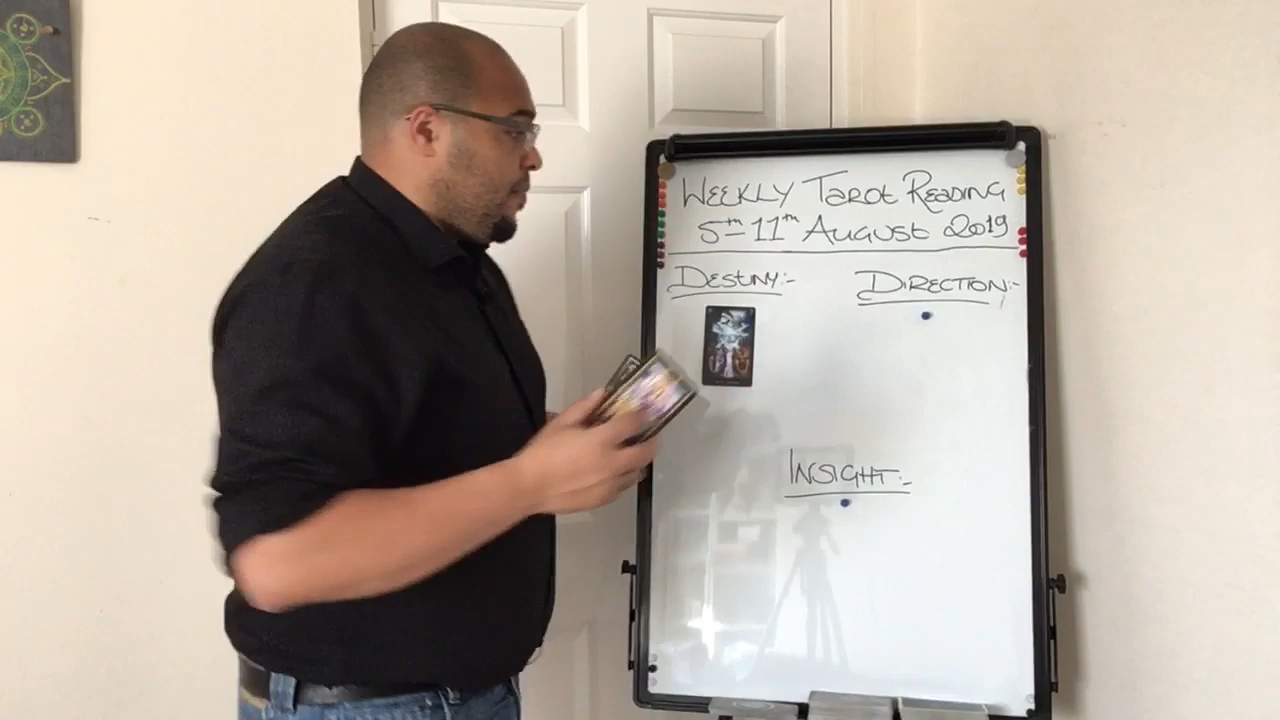 WEEKLY TAROT READING
5th - 11th AUGUST 2019
DESTINY:-
DIRECTION:-
INSIGHT:-